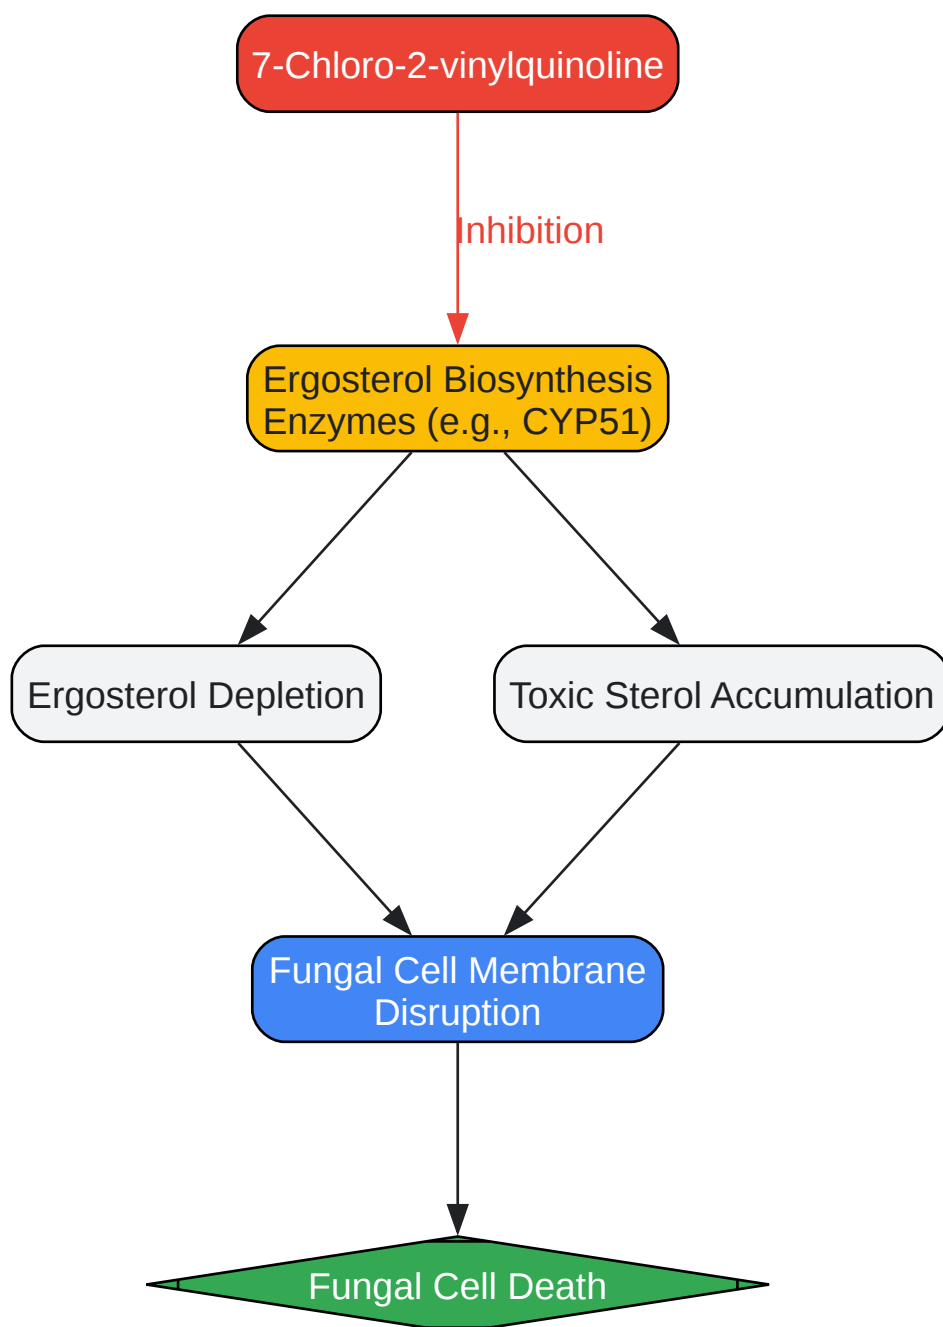 7-Chloro-2-vinylquinoline
Inhibition
Ergosterol Biosynthesis
Enzymes (e.g., CYP51)
Ergosterol Depletion
Toxic Sterol Accumulation
Fungal Cell Membrane
Disruption
Fungal Cell Death